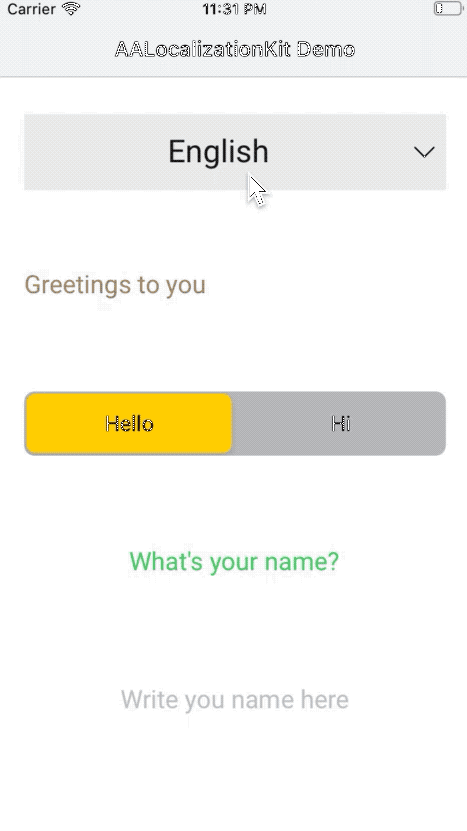 Carrier 11:31 PM
AALocalizationKit Demo
English
Greetings to you
Hello Hi
What's your name?
Write you name here